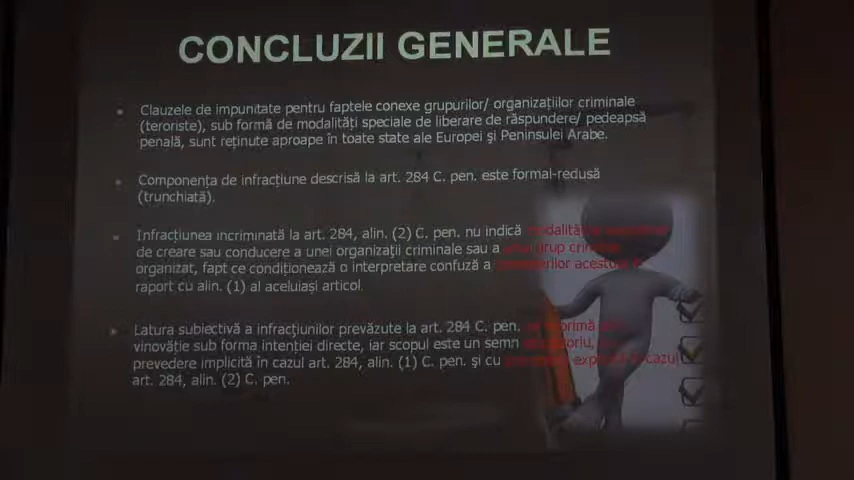 CONCLUZII GENERALE
Clauzele de impunitate pentru faptele conexe grupurilor/ organizațiilor criminale
(teroriste), sub formă de modalități speciale de liberare de răspundere/ pedeapsă
penală, sunt reținute aproape în toate state ale Europei și Peninsulei Arabe.
Componența de infracțiune descrisă la art. 284 C. pen. este formal-redusă
(trunchiată).
Infracțiunea incriminată la art. 284, alin. (2) C. pen. nu indică
de creare sau conducere a unei organizații criminale sau a unui grup
organizat, fapt ce condiționează o interpretare confuză a
raport cu alin. (1) al aceluiași articol.
Latura subiectivă a infracțiunilor prevăzute la art. 284 C. pen.
vinovăție sub forma intenției directe, iar scopul este un semn
prevedere implicită în cazul art. 284, alin. (1) C. pen. și cu cazul
art. 284, alin. (2) C. pen.